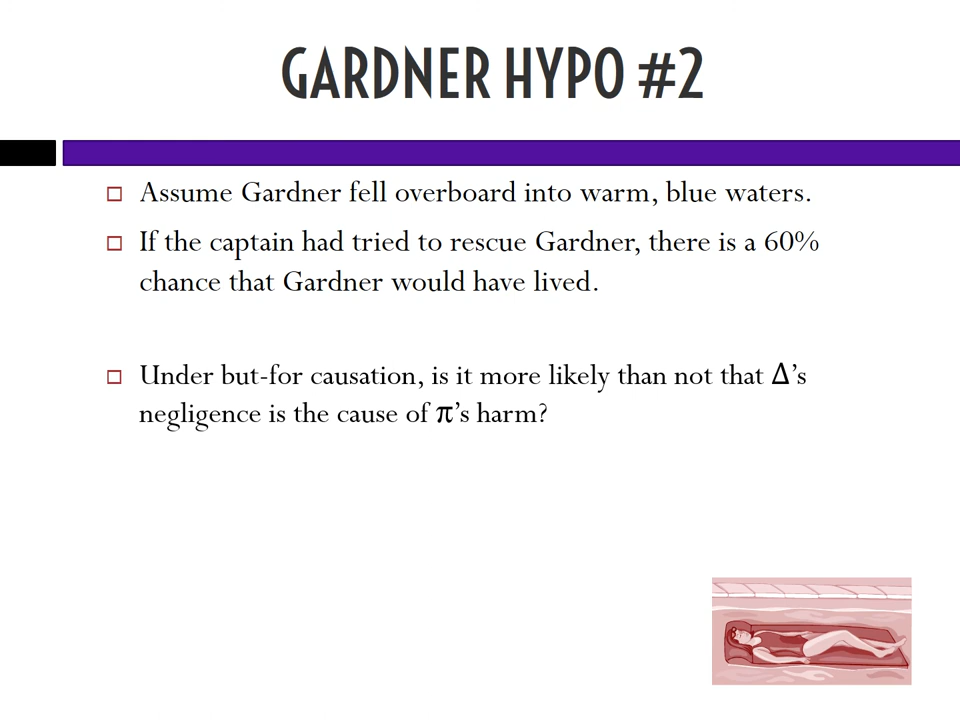 GARDNER HYPO #2
Assume Gardner fell overboard into warm, blue waters.
If the captain had tried to rescue Gardner, there is a 60%
chance that Gardner would have lived.
Under but-for causation, is it more likely than not that Δ’s
negligence is the cause of π’s harm?